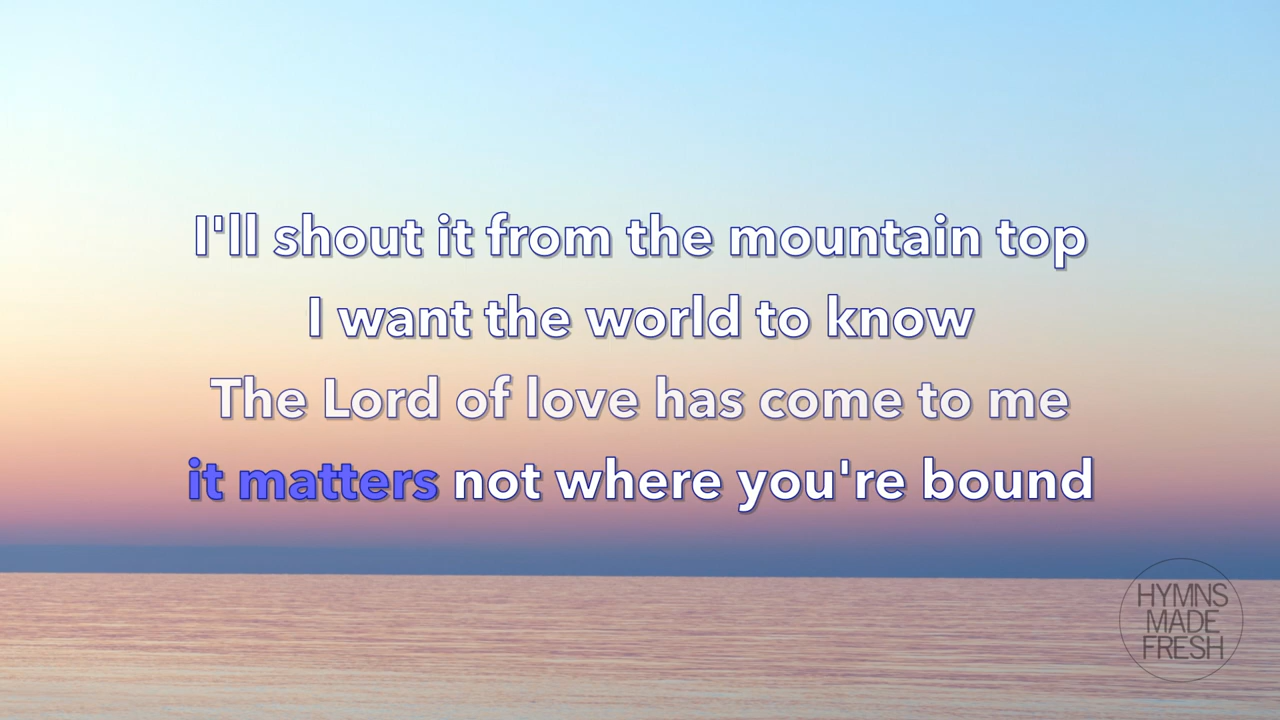 I'll shout it from the mountain top
I want the world to know
The Lord of love has come to me
it matters not where you're bound
HYMNS
MADE
FRESH